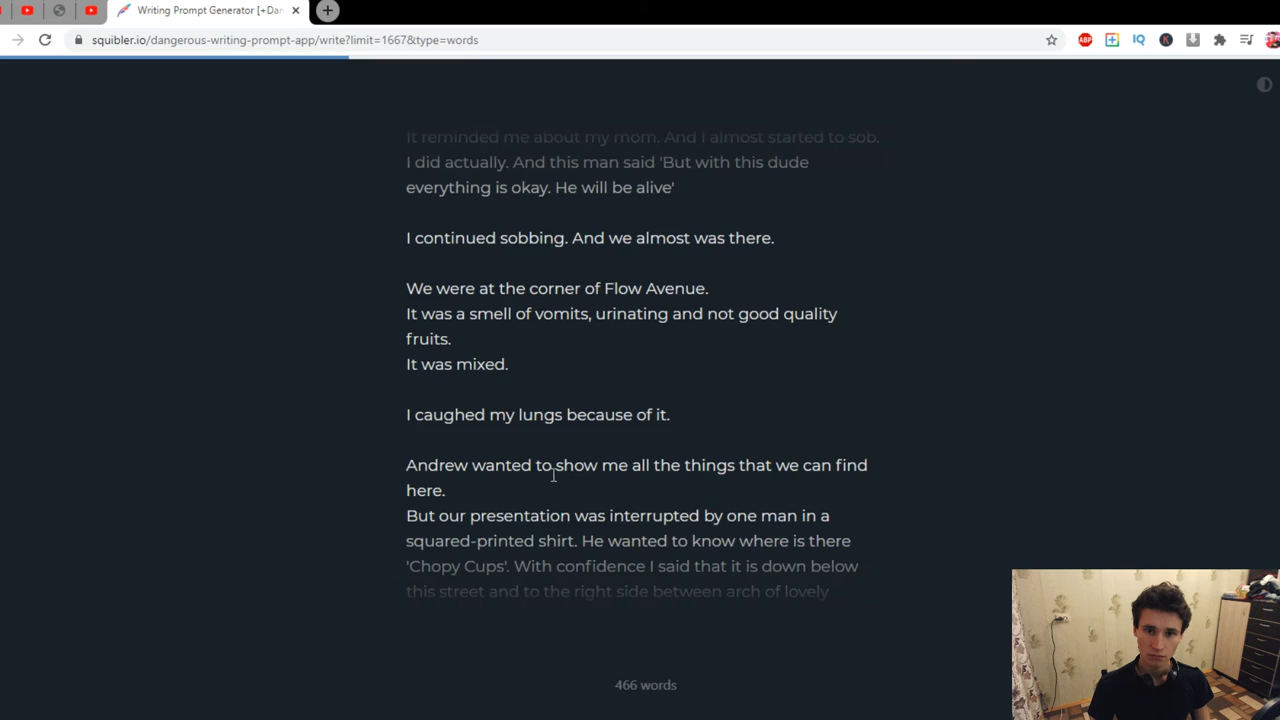 Writing Prompt Generator [+Dan
squibler.io/dangerous-writing-prompt-app/write?limit=1667&type=words
ABP
IQ
K
It reminded me about my mom. And I almost started to sob.
I did actually. And this man said 'But with this dude
everything is okay. He will be alive'
I continued sobbing. And we almost was there.
We were at the corner of Flow Avenue.
It was a smell of vomits, urinating and not good quality
fruits.
It was mixed.
I caughed my lungs because of it.
Andrew wanted to show me all the things that we can find
here.
But our presentation was interrupted by one man in a
squared-printed shirt. He wanted to know where is there
'Chopy Cups'. With confidence I said that it is down below
this street and to the right side between arch of lovely
466 words